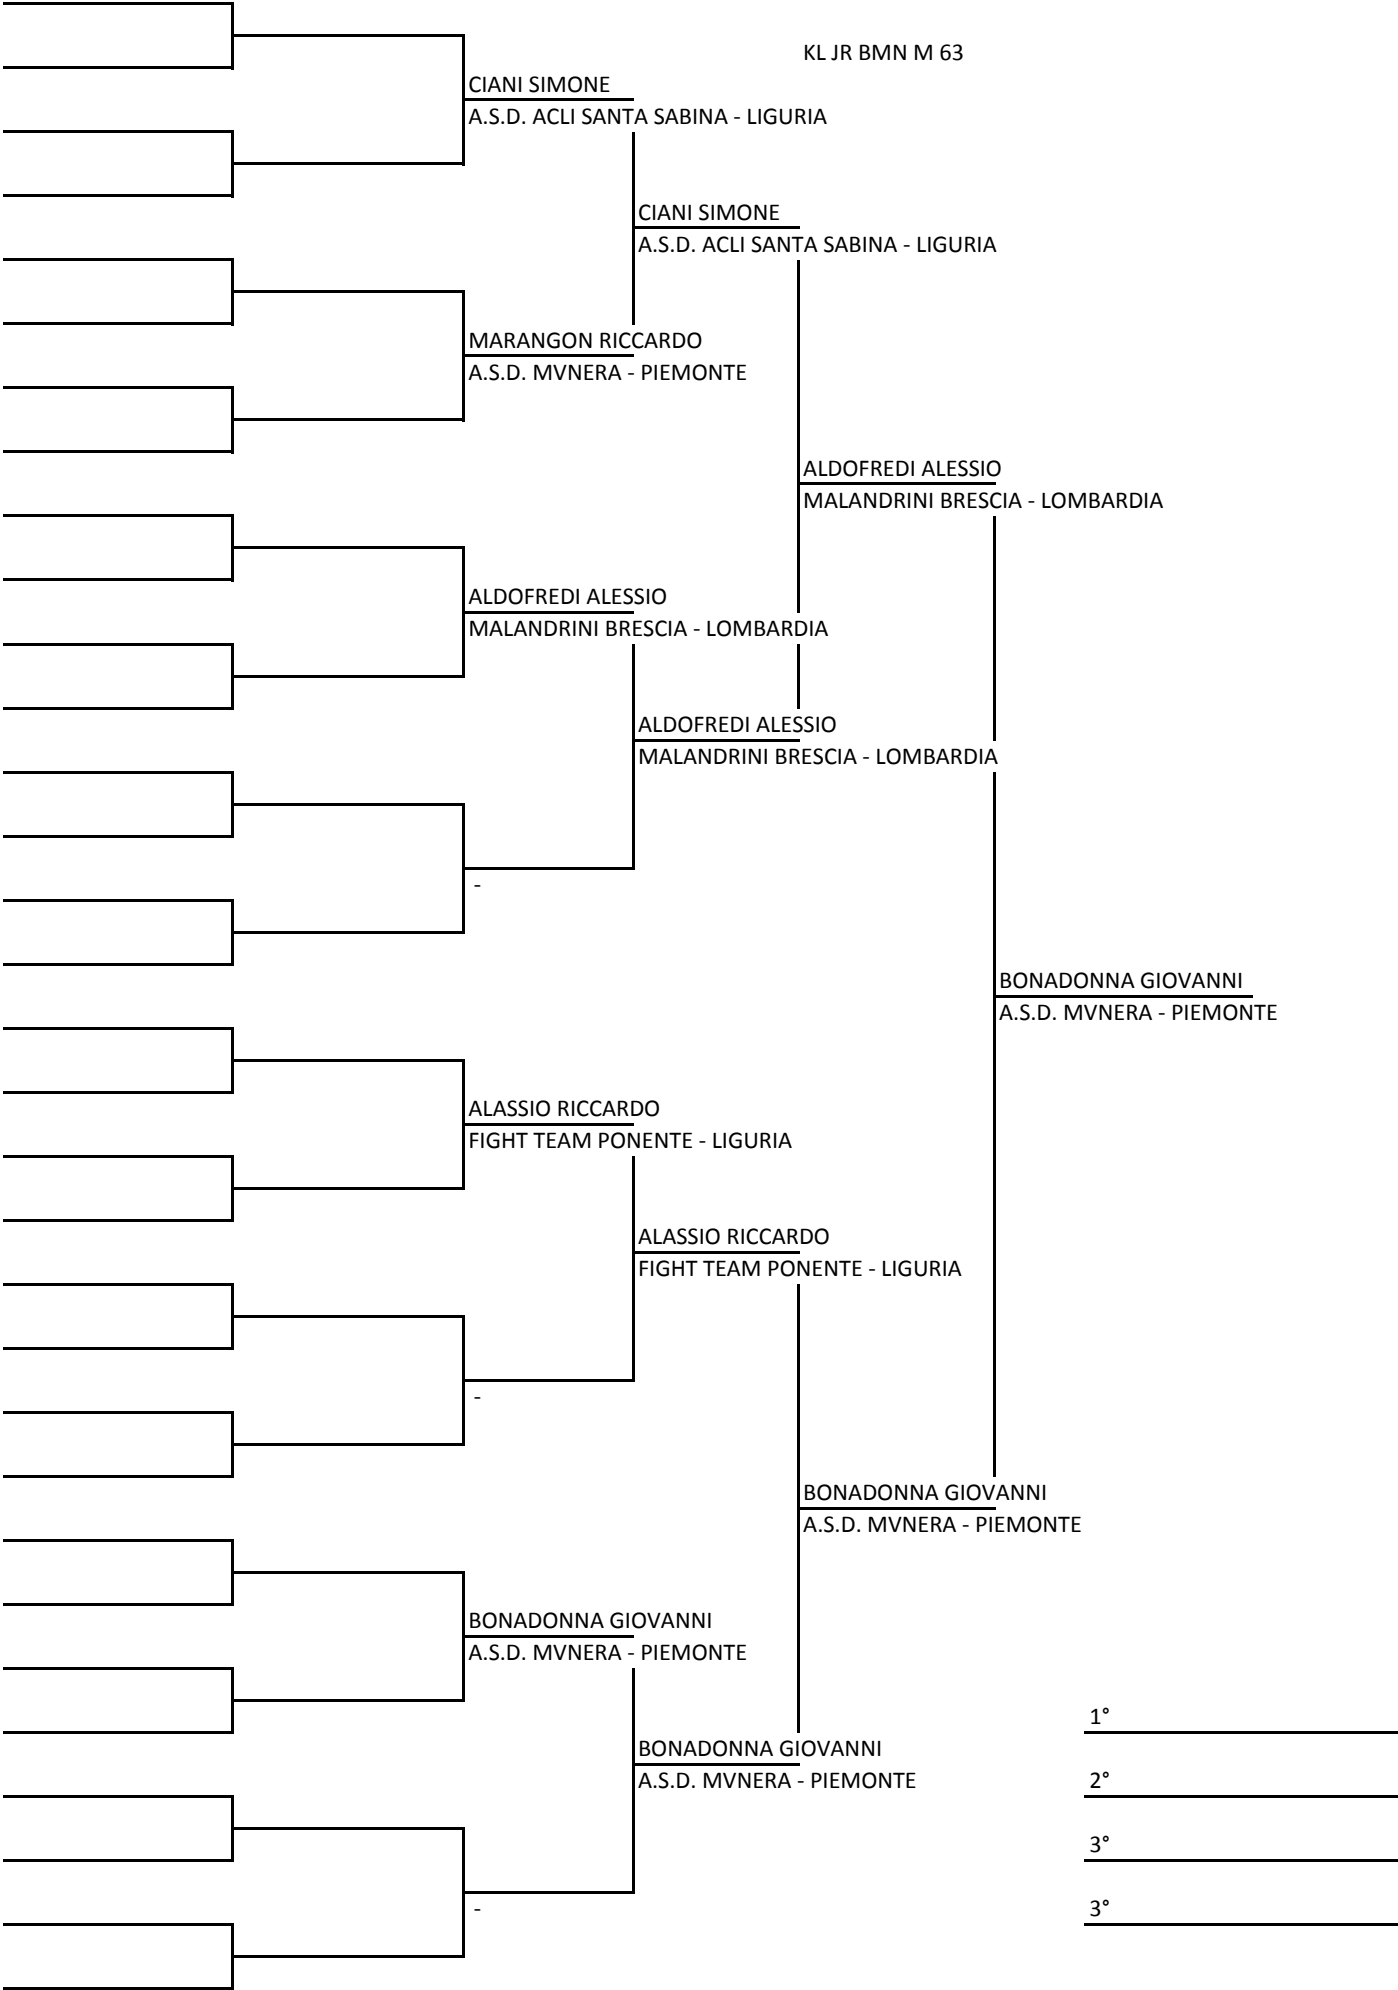 KL JR BMN M 63
CIANI SIMONE
A.S.D. ACLI SANTA SABINA - LIGURIA
CIANI SIMONE
A.S.D. ACLI SANTA SABINA - LIGURIA
MARANGON RICCARDO
A.S.D. MVNERA - PIEMONTE
ALDOFREDI ALESSIO
MALANDRINI BRESCIA - LOMBARDIA
ALDOFREDI ALESSIO
MALANDRINI BRESCIA - LOMBARDIA
ALDOFREDI ALESSIO
MALANDRINI BRESCIA - LOMBARDIA
-
BONADONNA GIOVANNI
A.S.D. MVNERA - PIEMONTE
ALASSIO RICCARDO
FIGHT TEAM PONENTE - LIGURIA
ALASSIO RICCARDO
FIGHT TEAM PONENTE - LIGURIA
-
BONADONNA GIOVANNI
A.S.D. MVNERA - PIEMONTE
BONADONNA GIOVANNI
A.S.D. MVNERA - PIEMONTE
1°
BONADONNA GIOVANNI
A.S.D. MVNERA - PIEMONTE
2°
3°
-
3°